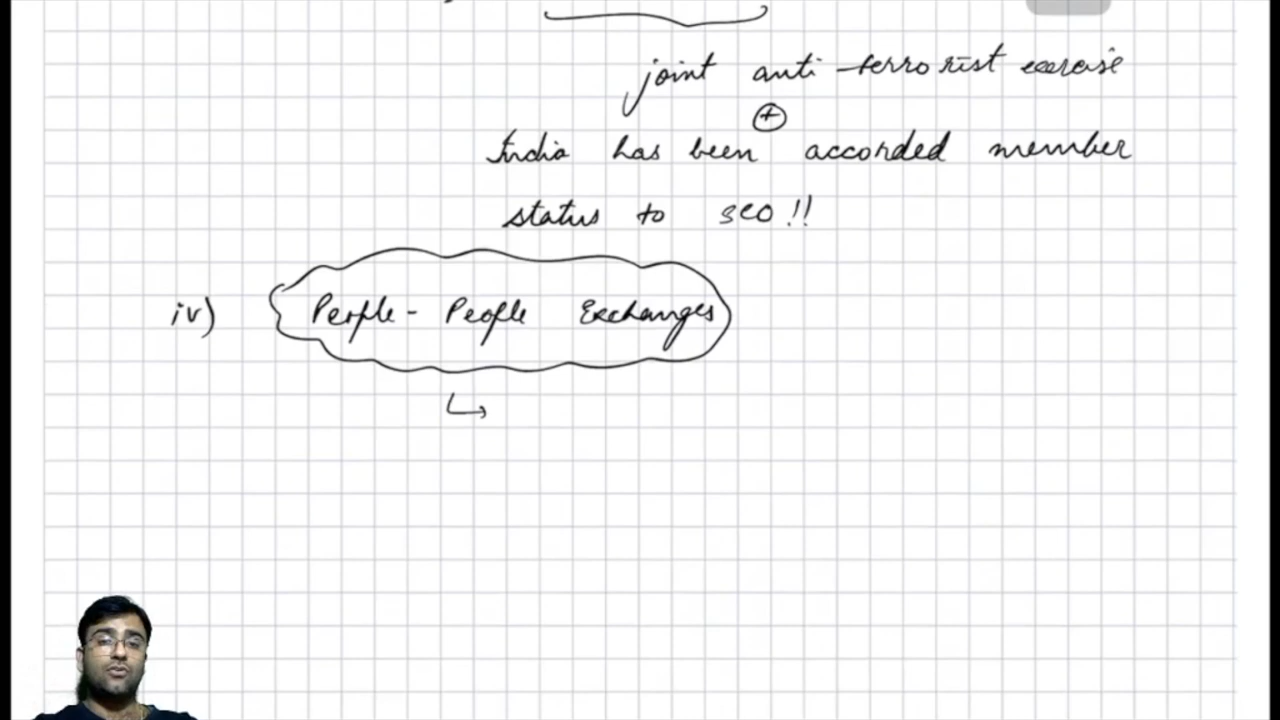 joint anti-terrorist exercise
+
India has been accorded member
status to SCO!!
iv) People - People Exchanges